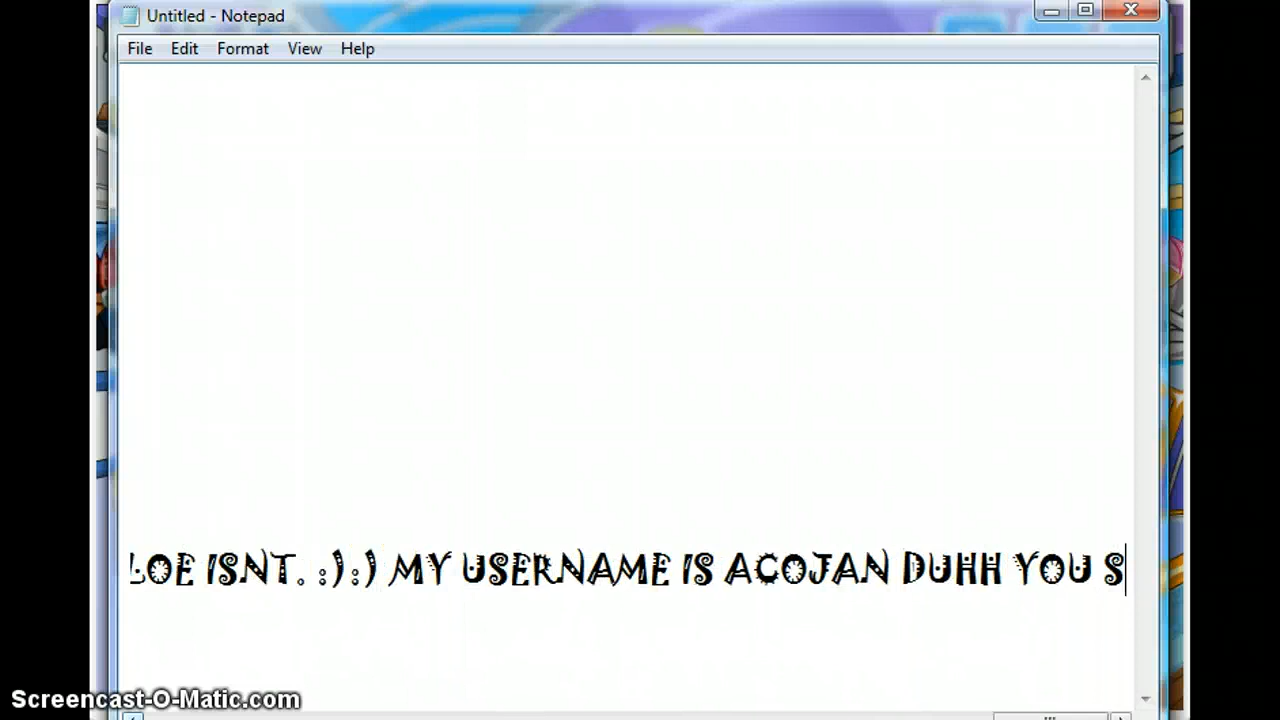 Untitled - Notepad
File Edit Format View Help
LOE ISNT. :):) MY USERNAME IS ACOJAN DUHH YOU S
Screencast-O-Matic.com